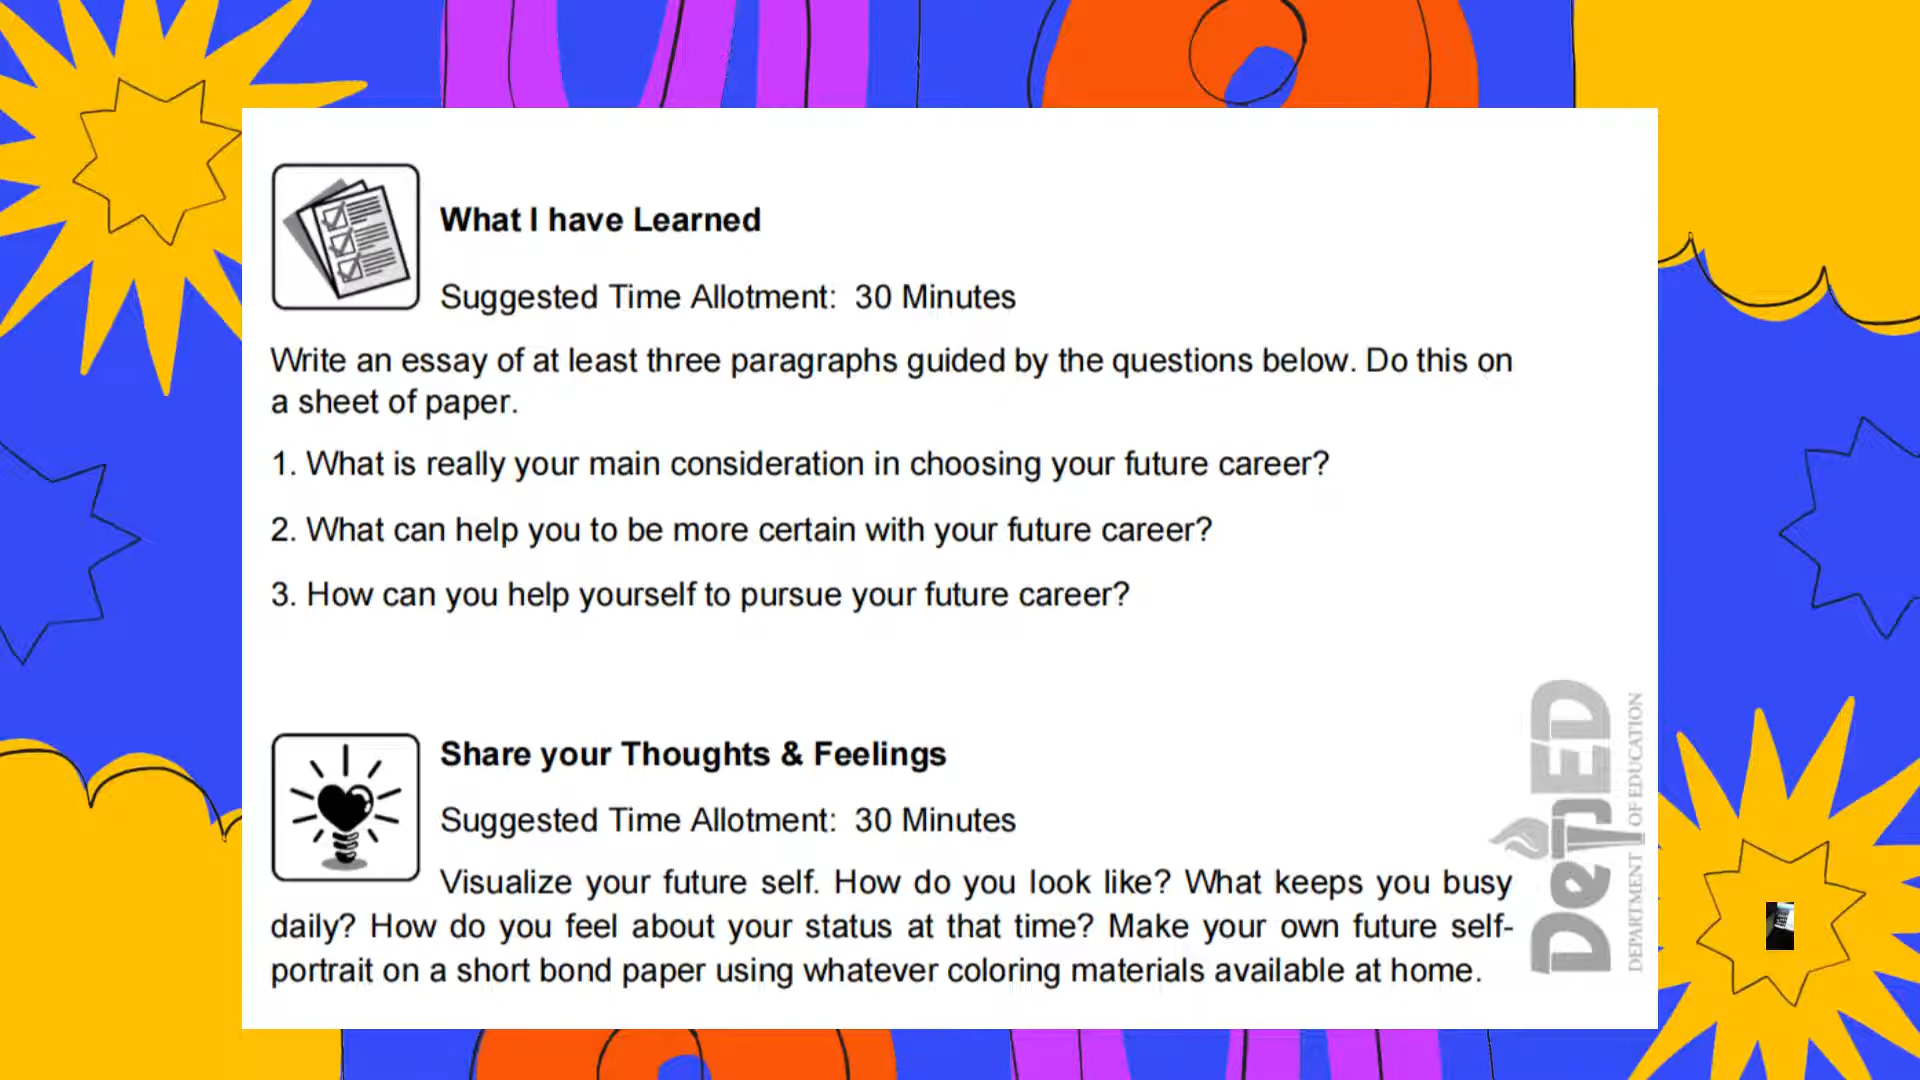 What I have Learned
Suggested Time Allotment: 30 Minutes
Write an essay of at least three paragraphs guided by the questions below. Do this on
a sheet of paper.
1. What is really your main consideration in choosing your future career?
2. What can help you to be more certain with your future career?
3. How can you help yourself to pursue your future career?
Share your Thoughts & Feelings
Suggested Time Allotment: 30 Minutes
Visualize your future self. How do you look like? What keeps you busy
daily? How do you feel about your status at that time? Make your own future self-
portrait on a short bond paper using whatever coloring materials available at home.
DepED
DEPARTMENT OF EDUCATION